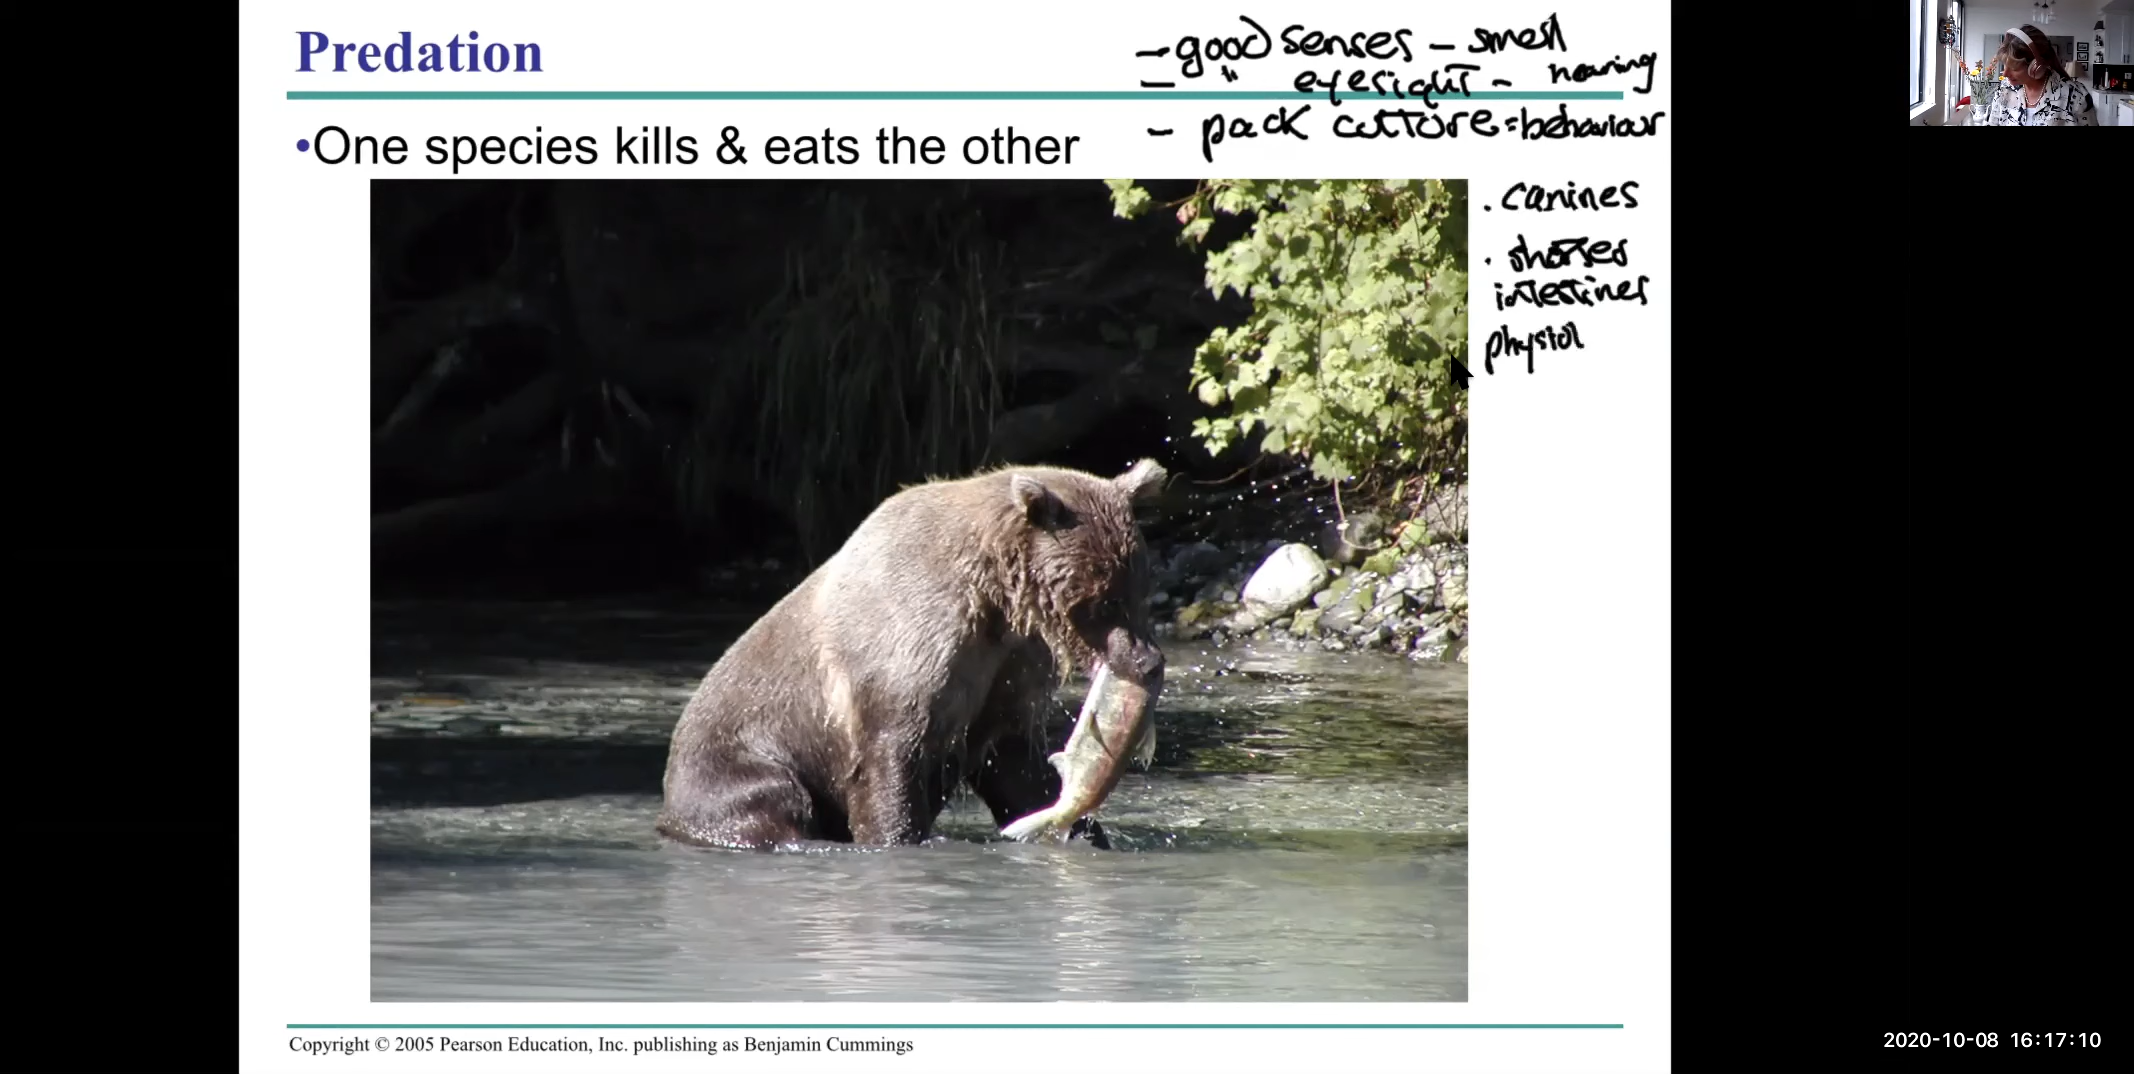 Predation
– good senses – smell
– " eyesight – hearing
•One species kills & eats the other
– pack culture = behaviour
. canines
. shorter
intestines
physiol
Copyright © 2005 Pearson Education, Inc. publishing as Benjamin Cummings
2020-10-08 16:17:10